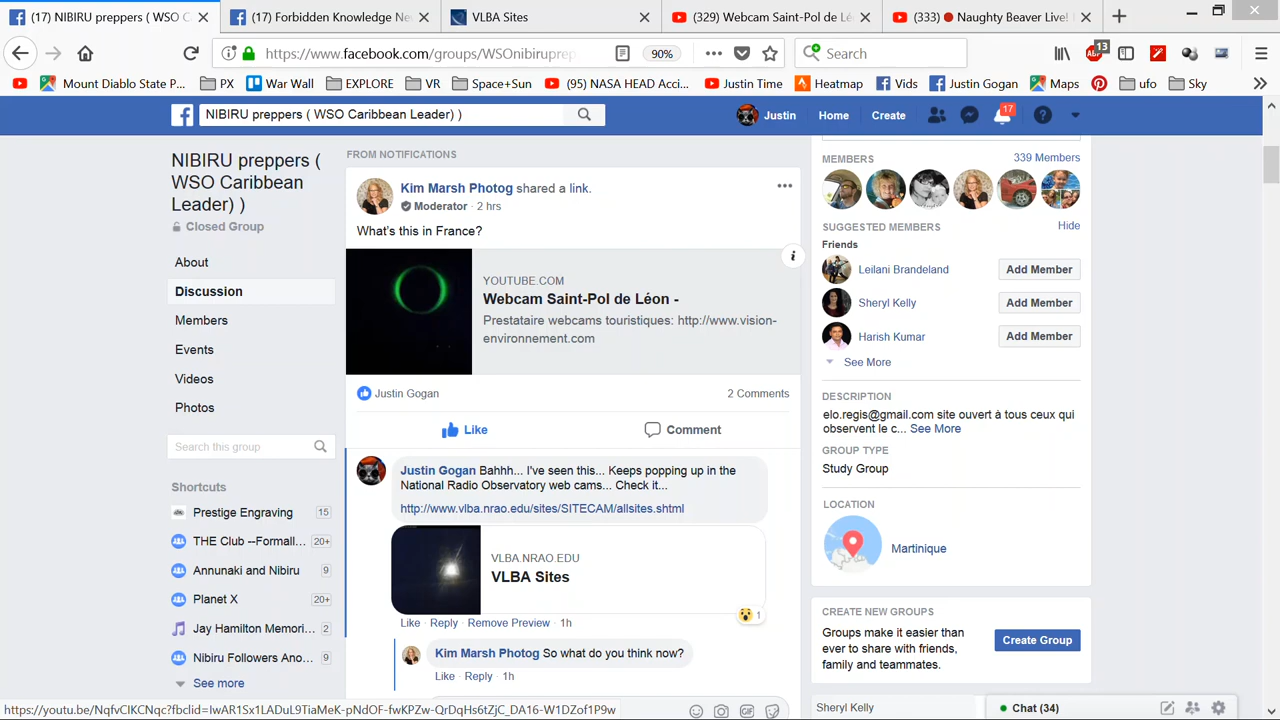 (17) NIBIRU preppers ( WSO C
(17) Forbidden Knowledge Ne
VLBA Sites
(329) Webcam Saint-Pol de Lé
(333) 🔴 Naughty Beaver Live!
https://www.facebook.com/groups/WSOnibiruprep
90%
Search
13
Mount Diablo State P...
PX
War Wall
EXPLORE
VR
Space+Sun
(95) NASA HEAD Acci...
Justin Time
Heatmap
Vids
Justin Gogan
Maps
ufo
Sky
NIBIRU preppers ( WSO Caribbean Leader) )
Justin
Home
Create
17
NIBIRU preppers (
WSO Caribbean
Leader) )
Closed Group
About
Discussion
Members
Events
Videos
Photos
Search this group
Shortcuts
Prestige Engraving 15
THE Club --Formall... 20+
Annunaki and Nibiru 9
Planet X 20+
Jay Hamilton Memori... 2
Nibiru Followers Ano... 9
See more
FROM NOTIFICATIONS
Kim Marsh Photog shared a link.
Moderator · 2 hrs
What's this in France?
YOUTUBE.COM
Webcam Saint-Pol de Léon -
Prestataire webcams touristiques: http://www.vision-
environnement.com
Justin Gogan
2 Comments
Like
Comment
Justin Gogan Bahhh... I've seen this... Keeps popping up in the
National Radio Observatory web cams... Check it...
http://www.vlba.nrao.edu/sites/SITECAM/allsites.shtml
VLBA.NRAO.EDU
VLBA Sites
1
Like · Reply · Remove Preview · 1h
Kim Marsh Photog So what do you think now?
Like · Reply · 1h
MEMBERS
339 Members
SUGGESTED MEMBERS
Hide
Friends
Leilani Brandeland
Add Member
Sheryl Kelly
Add Member
Harish Kumar
Add Member
See More
DESCRIPTION
elo.regis@gmail.com site ouvert à tous ceux qui
observent le c... See More
GROUP TYPE
Study Group
LOCATION
Martinique
CREATE NEW GROUPS
Groups make it easier than
ever to share with friends,
family and teammates.
Create Group
Sheryl Kelly
Chat (34)